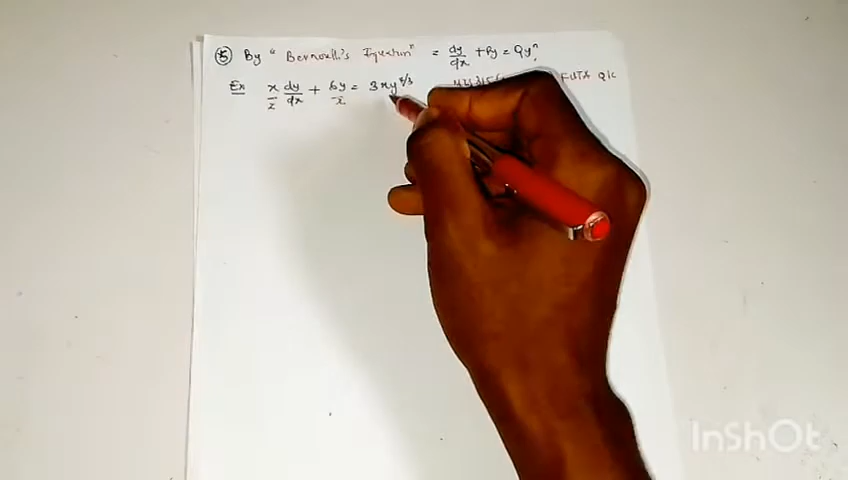 ⑤ By "Bernoulli's Equation" = dy/dx + Py = Qyⁿ
Ex x/x dy/dx + 6y/x = 3xy^4/3 FUTA Q1c
InShOt